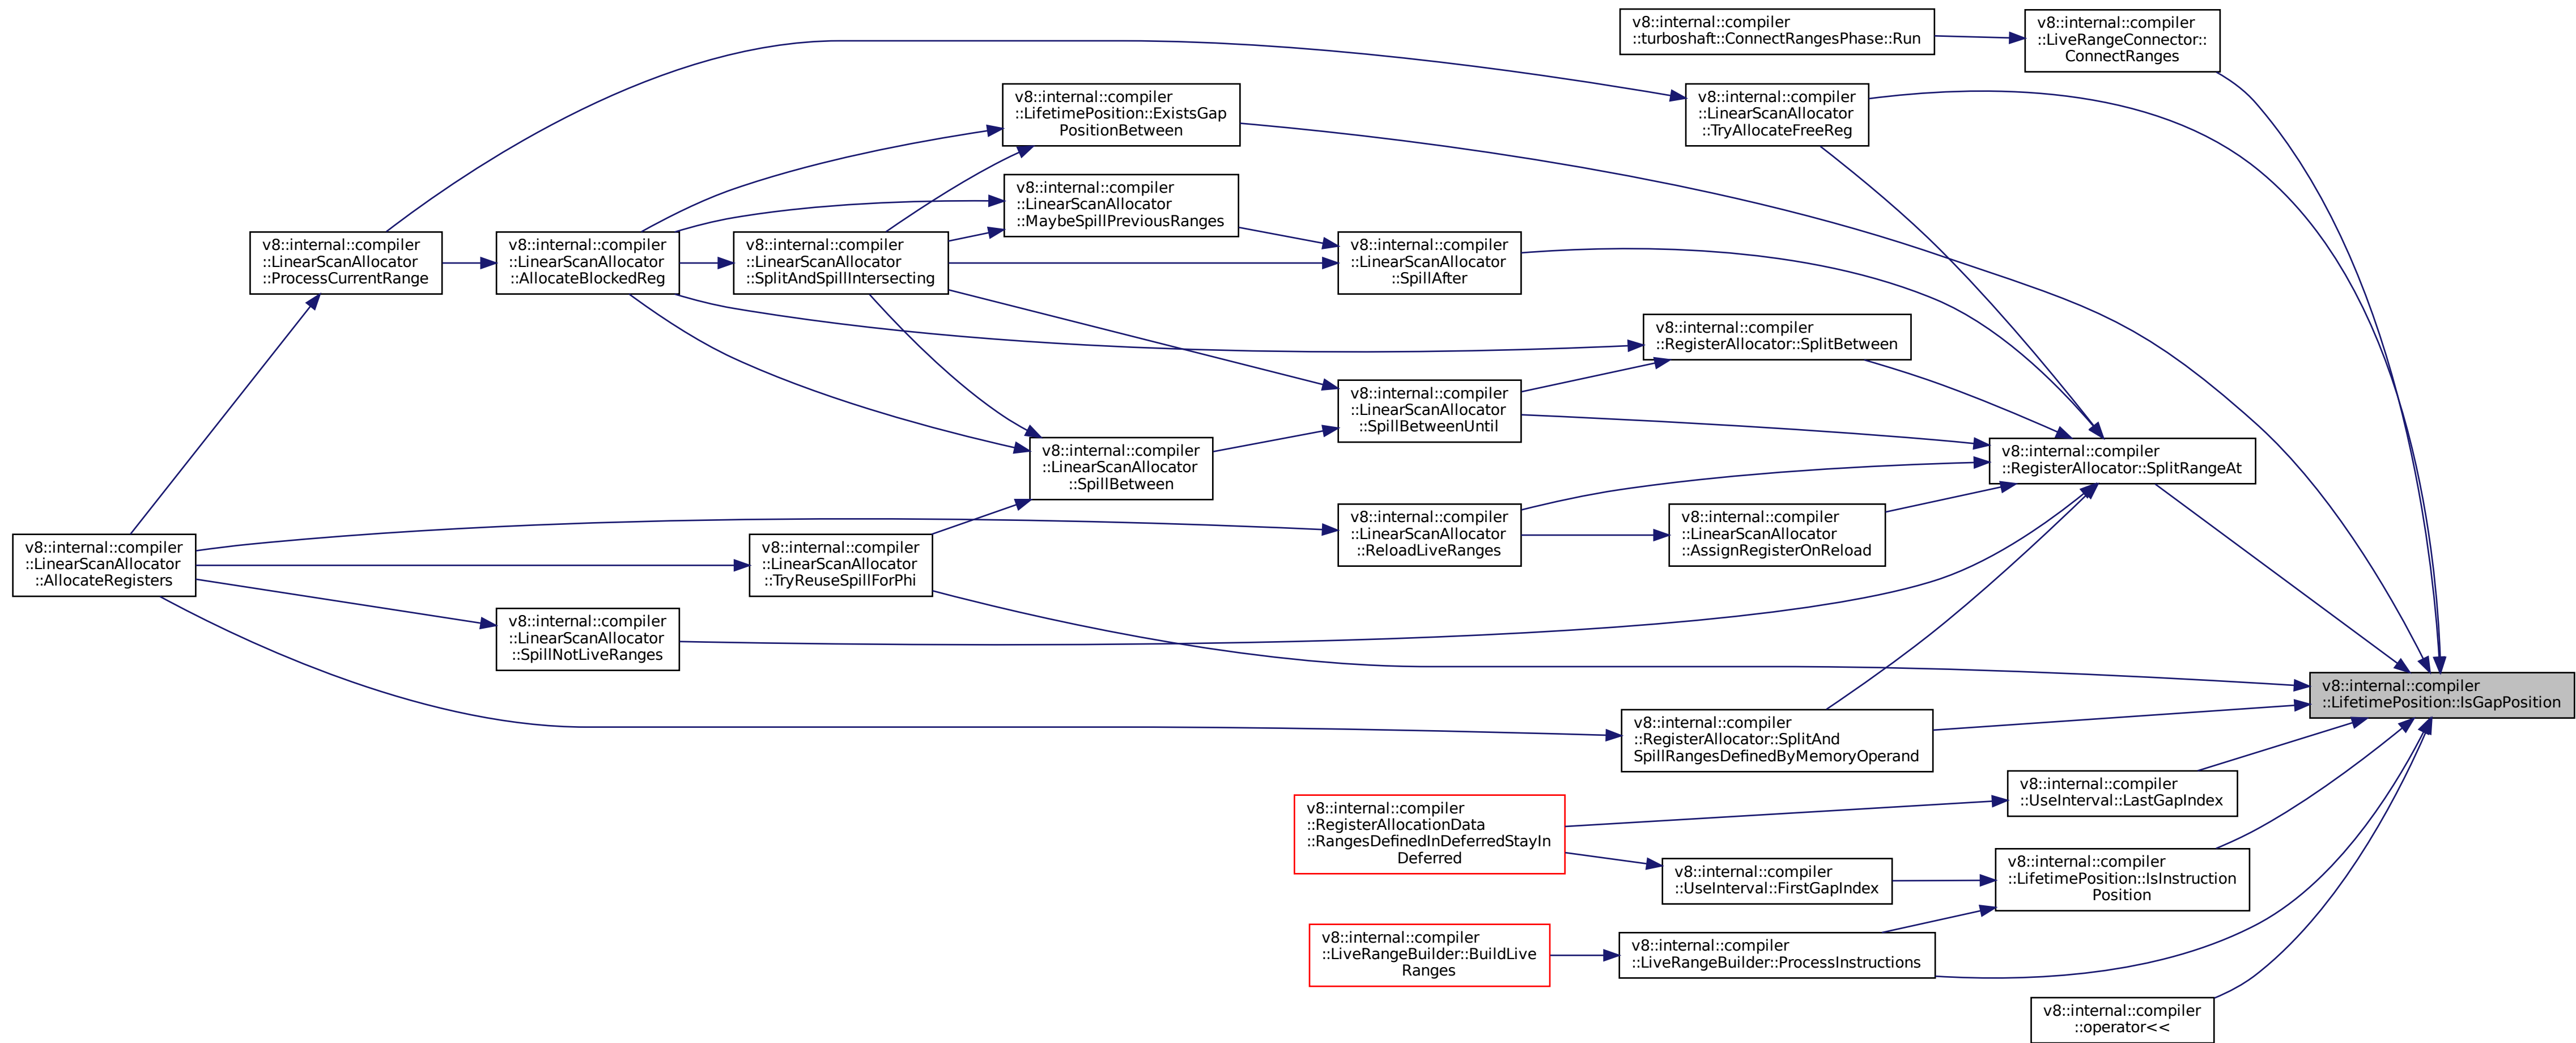 v8::internal::compiler
::turboshaft::ConnectRangesPhase::Run
v8::internal::compiler
::LiveRangeConnector::
ConnectRanges
v8::internal::compiler
::LifetimePosition::ExistsGap
PositionBetween
v8::internal::compiler
::LinearScanAllocator
::TryAllocateFreeReg
v8::internal::compiler
::LinearScanAllocator
::MaybeSpillPreviousRanges
v8::internal::compiler
::LinearScanAllocator
::ProcessCurrentRange
v8::internal::compiler
::LinearScanAllocator
::AllocateBlockedReg
v8::internal::compiler
::LinearScanAllocator
::SplitAndSpillIntersecting
v8::internal::compiler
::LinearScanAllocator
::SpillAfter
v8::internal::compiler
::RegisterAllocator::SplitBetween
v8::internal::compiler
::LinearScanAllocator
::SpillBetweenUntil
v8::internal::compiler
::LinearScanAllocator
::SpillBetween
v8::internal::compiler
::RegisterAllocator::SplitRangeAt
v8::internal::compiler
::LinearScanAllocator
::ReloadLiveRanges
v8::internal::compiler
::LinearScanAllocator
::AssignRegisterOnReload
v8::internal::compiler
::LinearScanAllocator
::AllocateRegisters
v8::internal::compiler
::LinearScanAllocator
::TryReuseSpillForPhi
v8::internal::compiler
::LinearScanAllocator
::SpillNotLiveRanges
v8::internal::compiler
::LifetimePosition::IsGapPosition
v8::internal::compiler
::RegisterAllocator::SplitAnd
SpillRangesDefinedByMemoryOperand
v8::internal::compiler
::UseInterval::LastGapIndex
v8::internal::compiler
::RegisterAllocationData
::RangesDefinedInDeferredStayIn
Deferred
v8::internal::compiler
::UseInterval::FirstGapIndex
v8::internal::compiler
::LifetimePosition::IsInstruction
Position
v8::internal::compiler
::LiveRangeBuilder::BuildLive
Ranges
v8::internal::compiler
::LiveRangeBuilder::ProcessInstructions
v8::internal::compiler
::operator<<